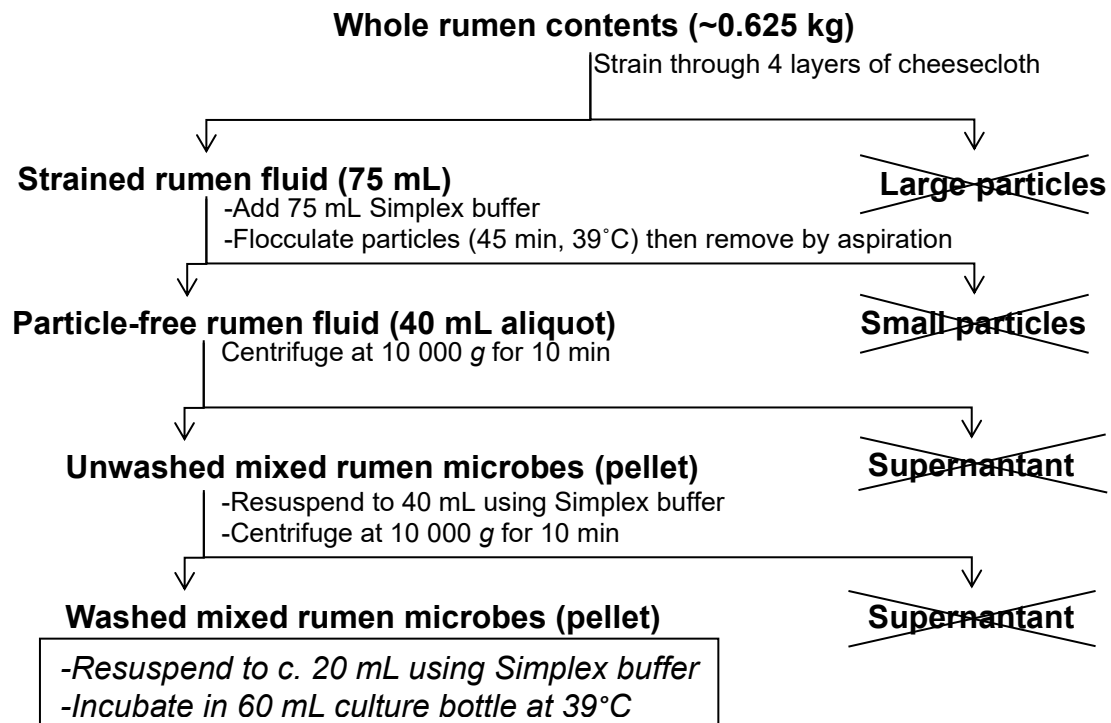 Whole rumen contents (~0.625 kg)
Strain through 4 layers of cheesecloth
Strained rumen fluid (75 mL)
Large particles
-Add 75 mL Simplex buffer
-Flocculate particles (45 min, 39˚C) then remove by aspiration
Particle-free rumen fluid (40 mL aliquot)
Small particles
Centrifuge at 10 000 g for 10 min
Unwashed mixed rumen microbes (pellet)
Supernantant
-Resuspend to 40 mL using Simplex buffer
-Centrifuge at 10 000 g for 10 min
Washed mixed rumen microbes (pellet)
Supernantant
-Resuspend to c. 20 mL using Simplex buffer
-Incubate in 60 mL culture bottle at 39°C